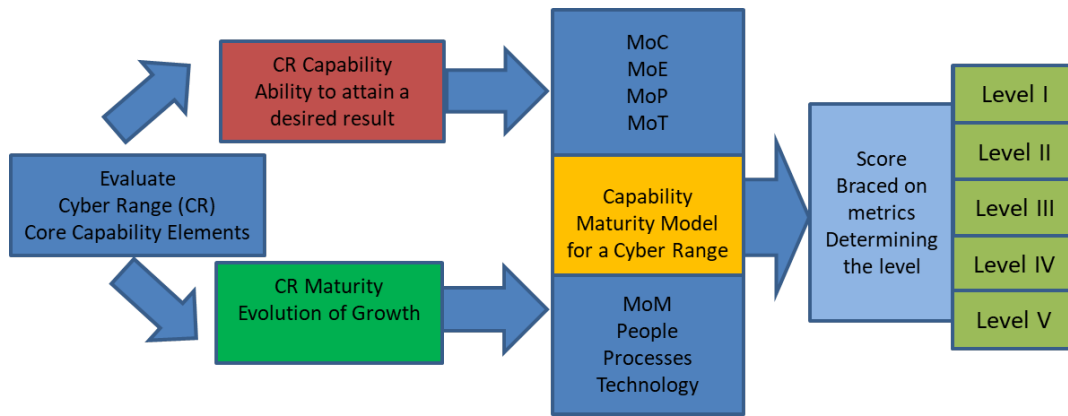 Evaluate
Cyber Range (CR)
Core Capability Elements
CR Capability
Ability to attain a
desired result
CR Maturity
Evolution of Growth
MoC
MoE
MoP
MoT
Capability
Maturity Model
for a Cyber Range
MoM
People
Processes
Technology
Score
Braced on
metrics
Determining
the level
Level I
Level II
Level III
Level IV
Level V